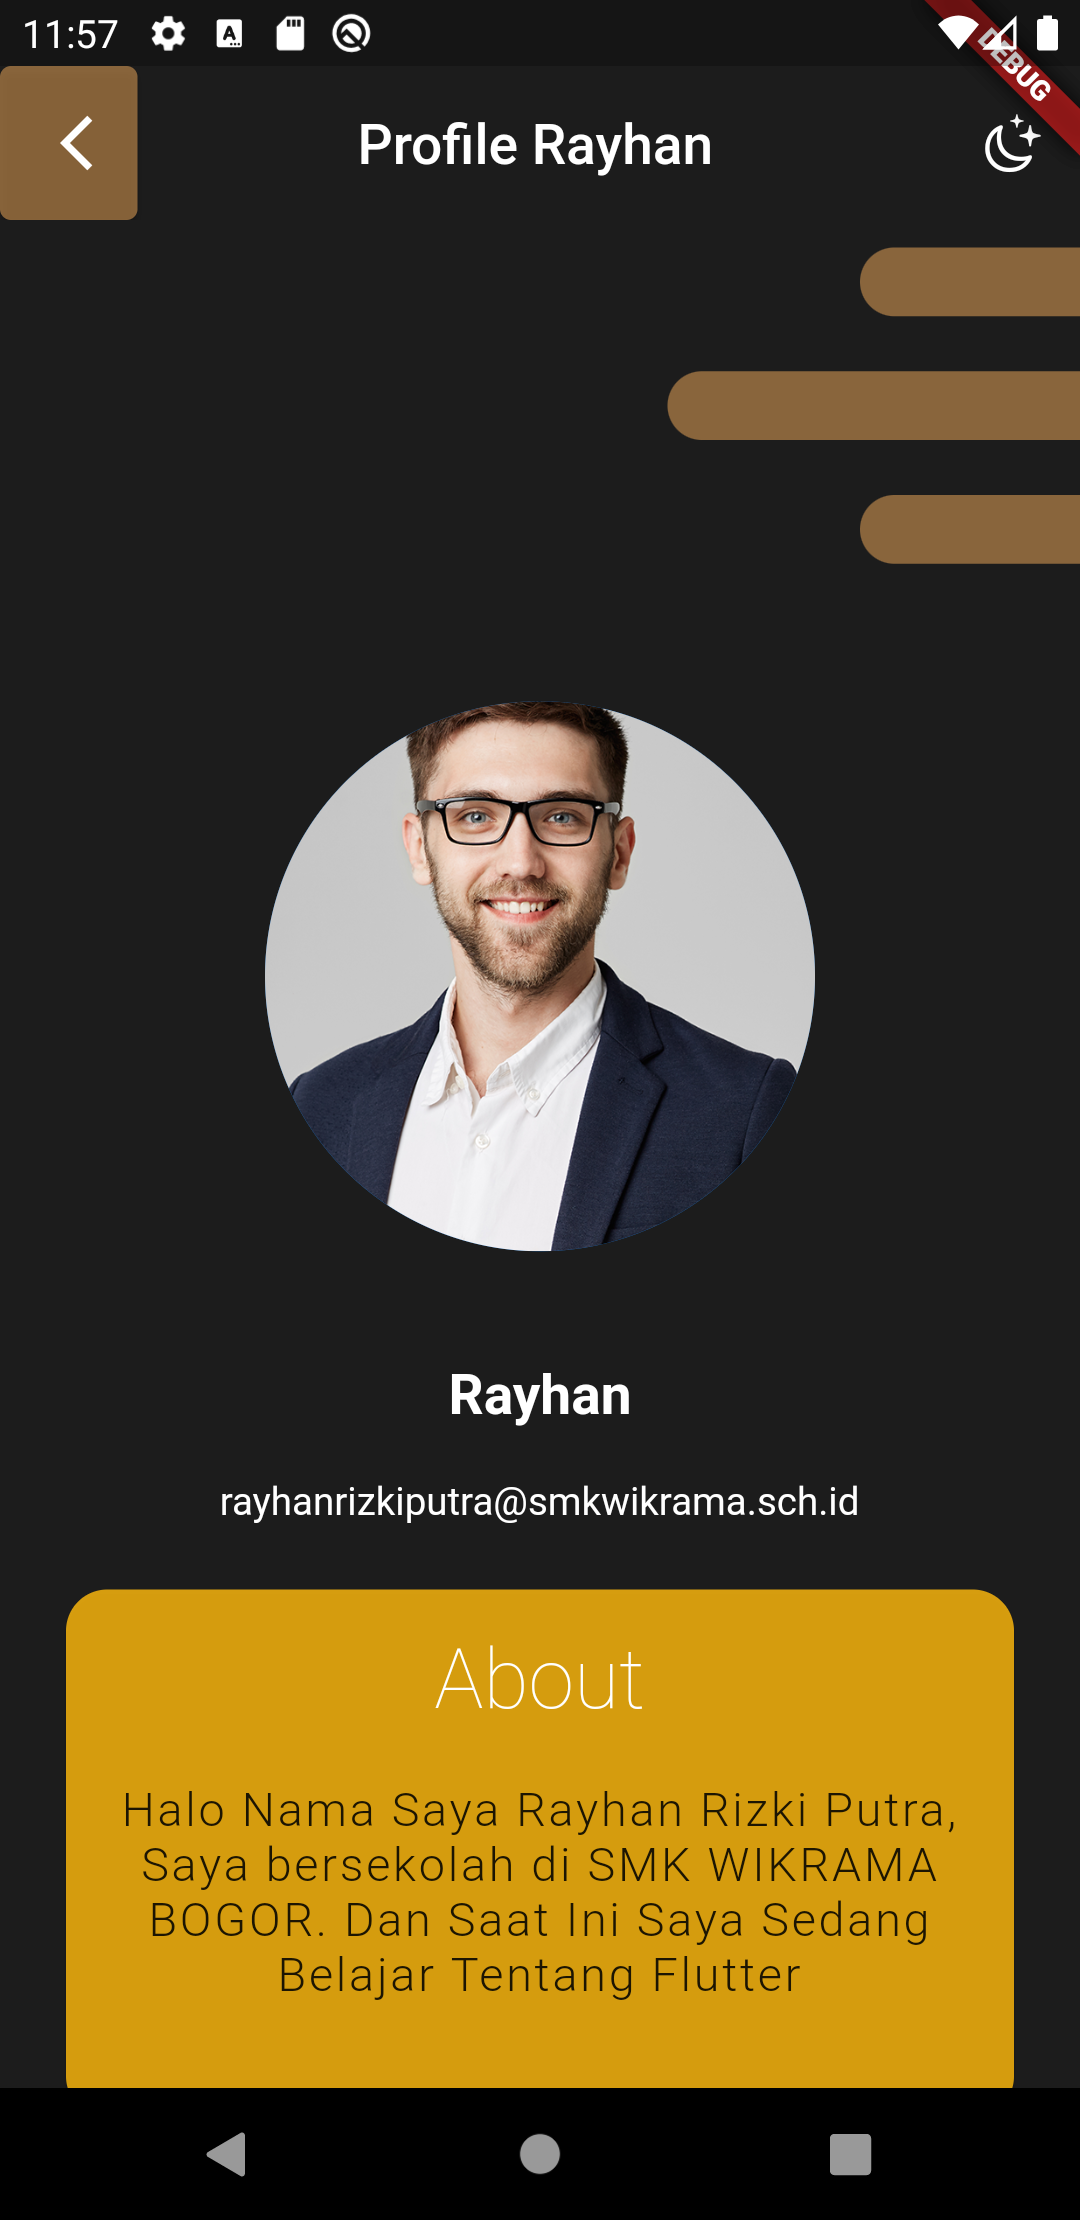 11:57
DEBUG
Profile Rayhan
Rayhan
rayhanrizkiputra@smkwikrama.sch.id
About
Halo Nama Saya Rayhan Rizki Putra,
Saya bersekolah di SMK WIKRAMA
BOGOR. Dan Saat Ini Saya Sedang
Belajar Tentang Flutter